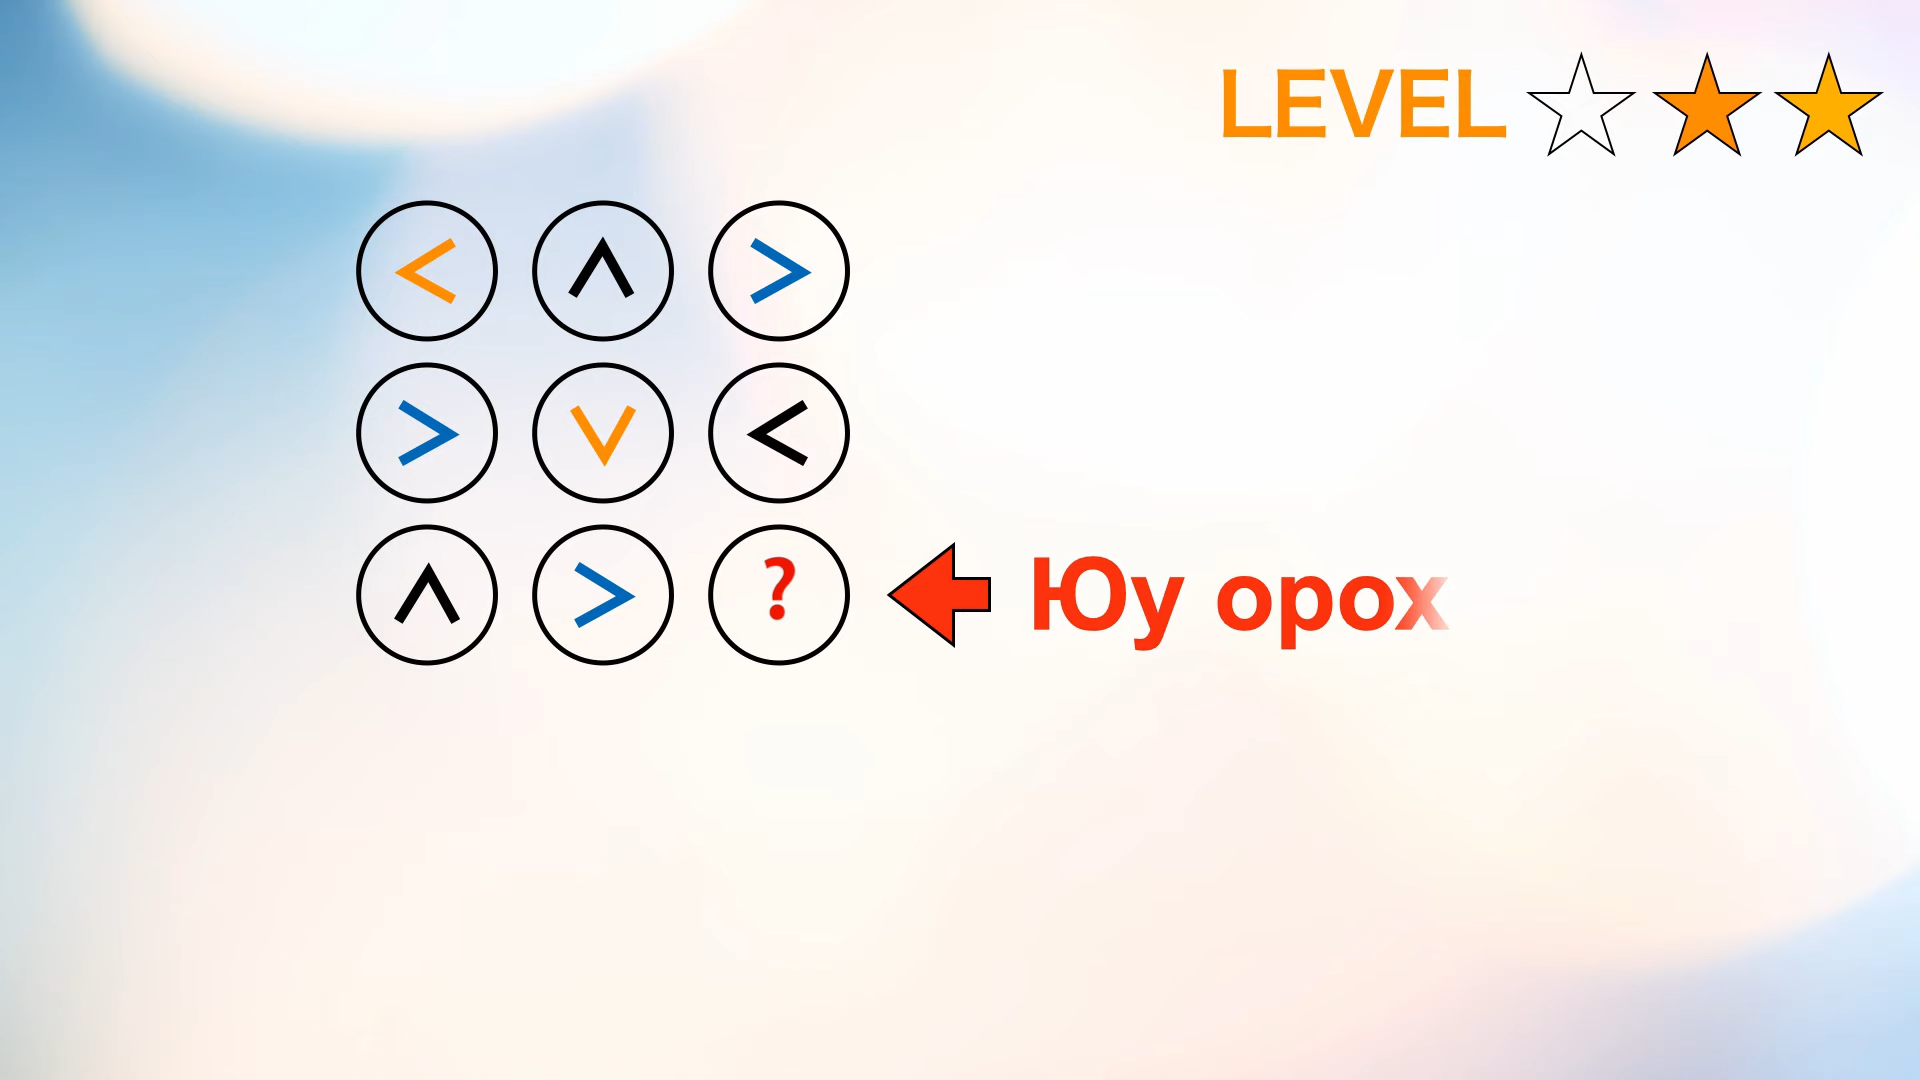 LEVEL
< ∧ >
> ∨ <
∧ > ?
Юу орох